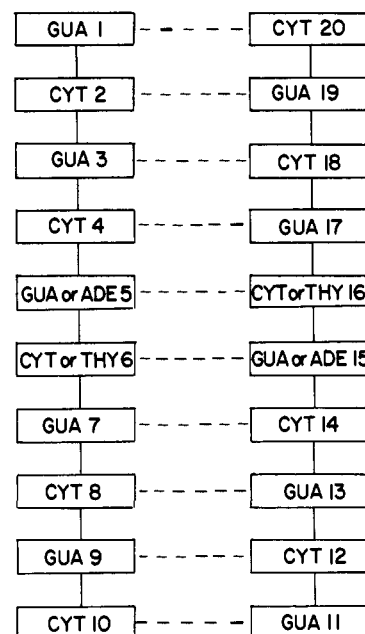 GUA 1 CYT 20
CYT 2 GUA 19
GUA 3 CYT 18
CYT 4 GUA 17
GUA or ADE 5 CYT or THY 16
CYT or THY 6 GUA or ADE 15
GUA 7 CYT 14
CYT 8 GUA 13
GUA 9 CYT 12
CYT 10 GUA 11